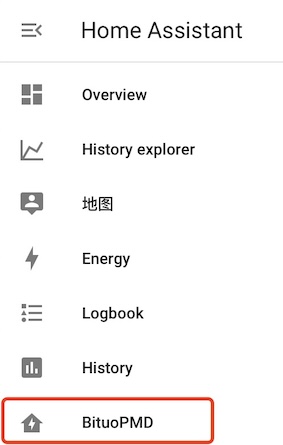 Home Assistant
Overview
History explorer
地图
Energy
Logbook
History
BituoPMD